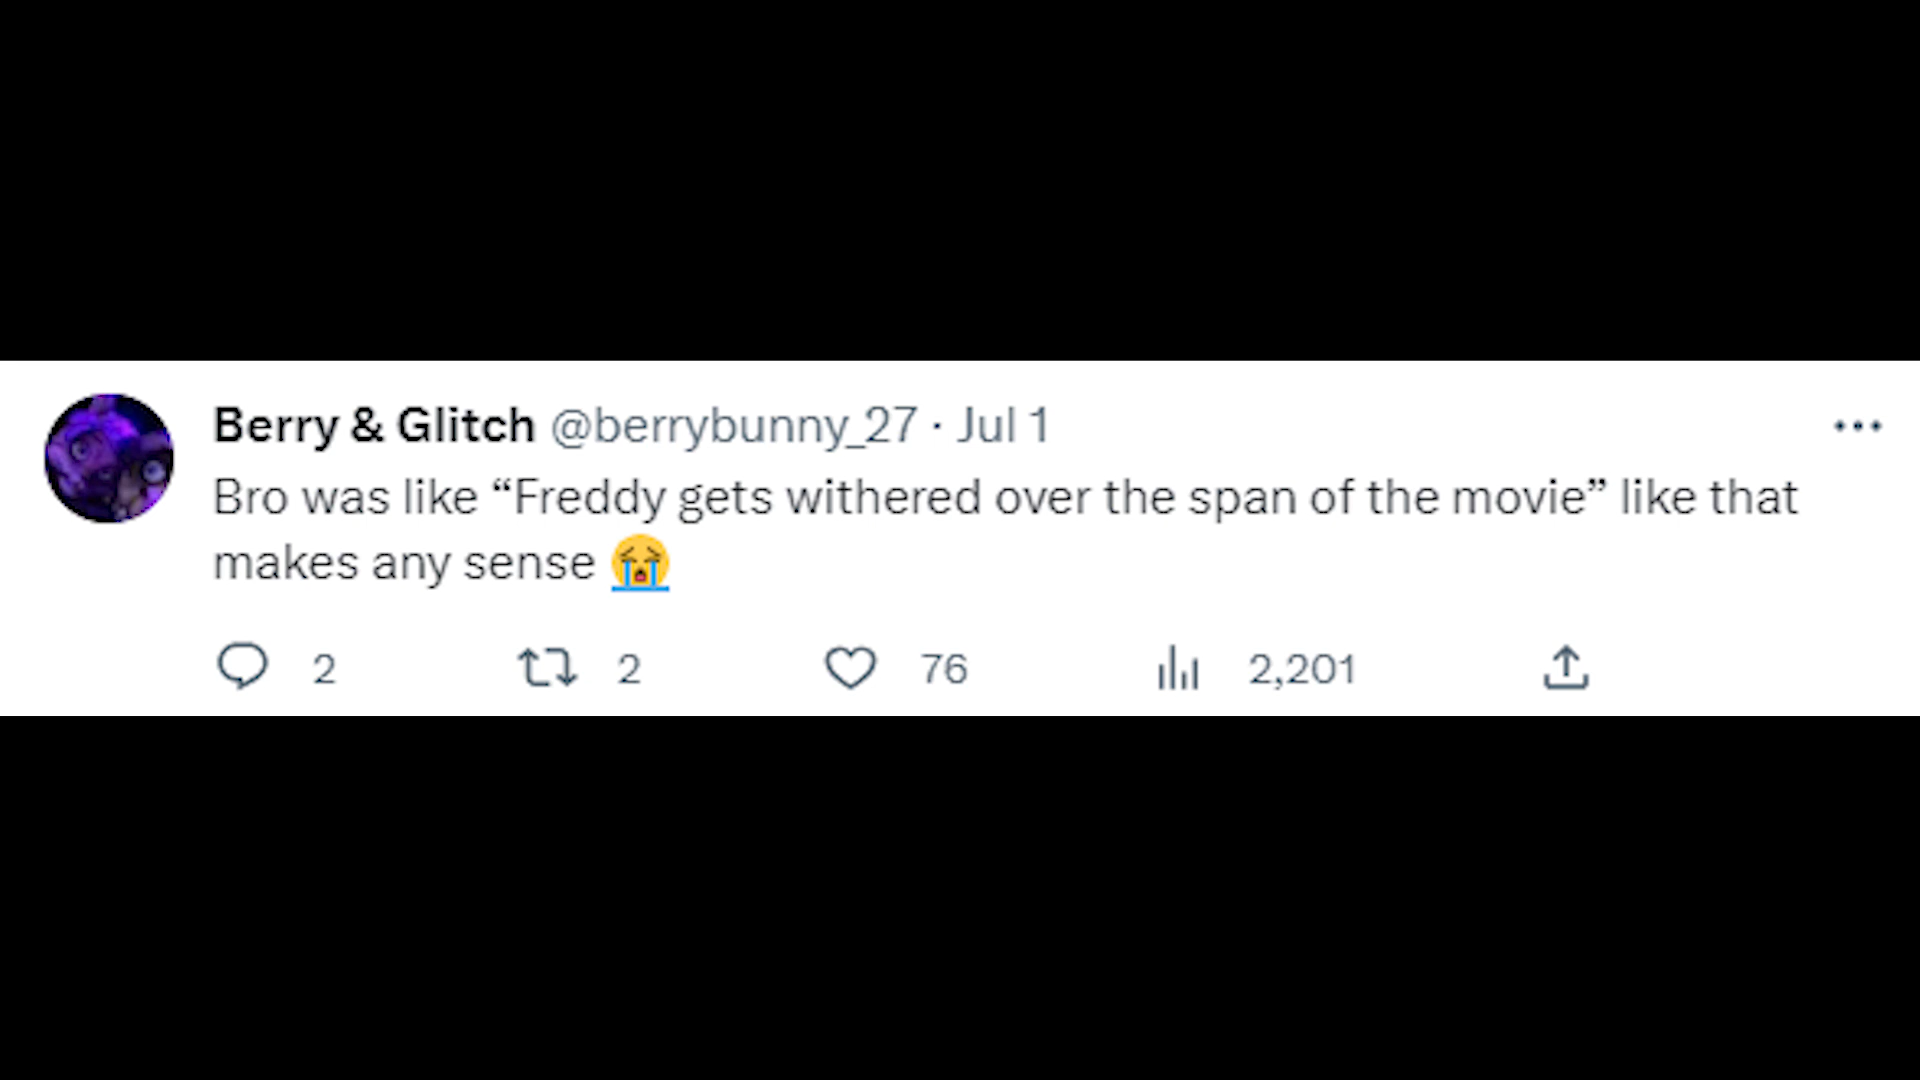 Berry & Glitch @berrybunny_27 · Jul 1
Bro was like “Freddy gets withered over the span of the movie” like that
makes any sense 😭
2 2 76 2,201